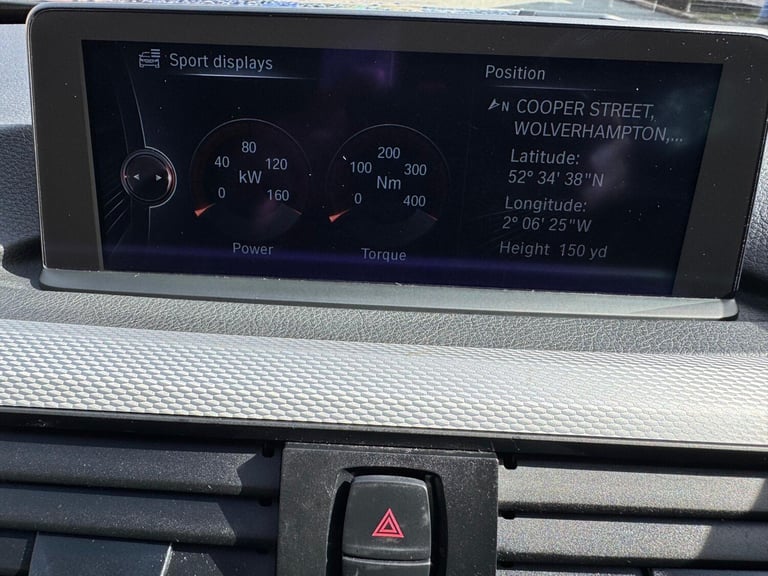 Sport displays
80
40
120
kW
0
160
Power
200
100
300
Nm
0
400
Torque
Position
N COOPER STREET,
WOLVERHAMPTON,...
Latitude:
52° 34' 38"N
Longitude:
2° 06' 25"W
Height 150 yd